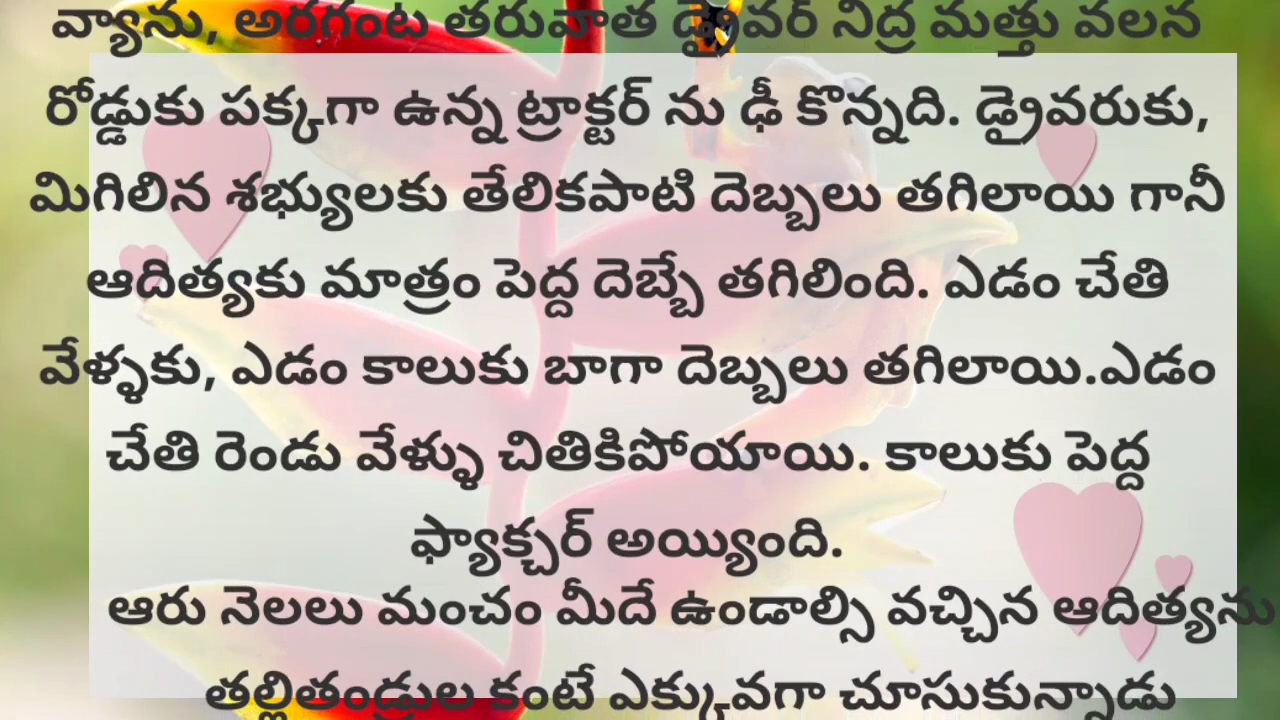 వ్యాను, అరగంట తరువాత డ్రైవర్ నిద్ర మత్తు వలన
రోడ్డుకు పక్కగా ఉన్న ట్రాక్టర్ ను ఢీ కొన్నది. డ్రైవరుకు,
మిగిలిన శభ్యులకు తేలికపాటి దెబ్బలు తగిలాయి గానీ
ఆదిత్యకు మాత్రం పెద్ద దెబ్బే తగిలింది. ఎడం చేతి
వేళ్ళకు, ఎడం కాలుకు బాగా దెబ్బలు తగిలాయి.ఎడం
చేతి రెండు వేళ్ళు చితికిపోయాయి. కాలుకు పెద్ద
ఫ్యాక్చర్ అయ్యింది.
ఆరు నెలలు మంచం మీదే ఉండాల్సి వచ్చిన ఆదిత్యను
తల్లితండ్రుల కంటే ఎక్కువగా చూసుకున్నాడు